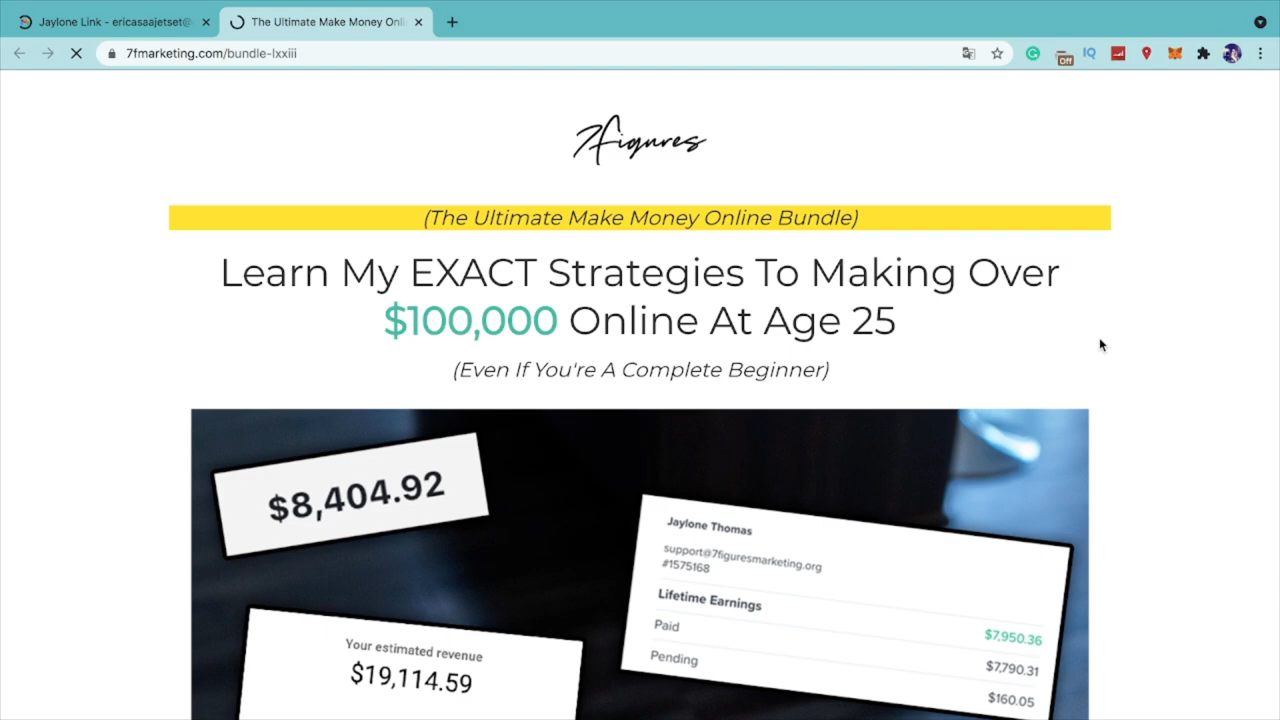 Jaylone Link - ericasaajetset@
The Ultimate Make Money Onli
7fmarketing.com/bundle-lxxiii
Off
IQ
7figures
(The Ultimate Make Money Online Bundle)
Learn My EXACT Strategies To Making Over
$100,000 Online At Age 25
(Even If You're A Complete Beginner)
$8,404.92
Jaylone Thomas
support@7figuresmarketing.org
#1575168
Lifetime Earnings
$7,950.36
Paid
$7,790.31
Pending
$160.05
Your estimated revenue
$19,114.59